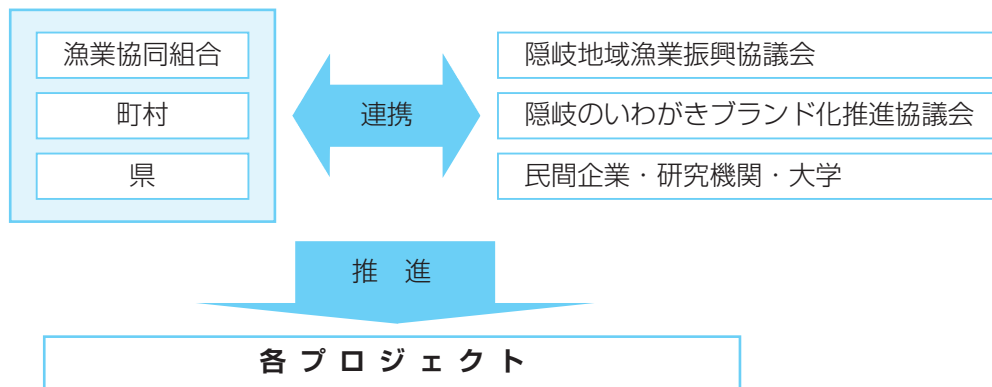 漁業協同組合
町村
県
連携
隠岐地域漁業振興協議会
隠岐のいわがきブランド化推進協議会
民間企業・研究機関・大学
推　進
各プロジェクト